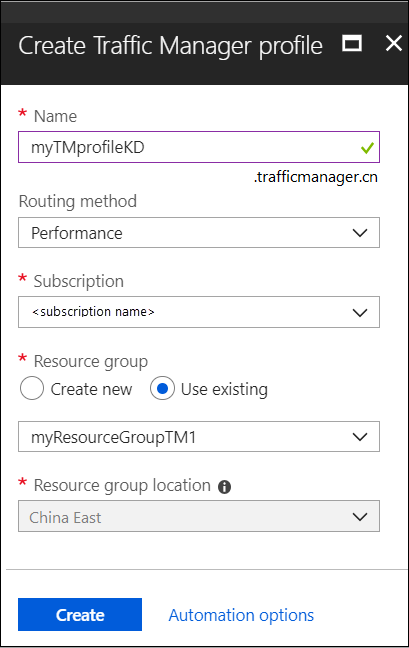 Create Traffic Manager profile
* Name
myTMprofileKD
.trafficmanager.cn
Routing method
Performance
* Subscription
<subscription name>
* Resource group
Create new Use existing
myResourceGroupTM1
* Resource group location
China East
Create Automation options